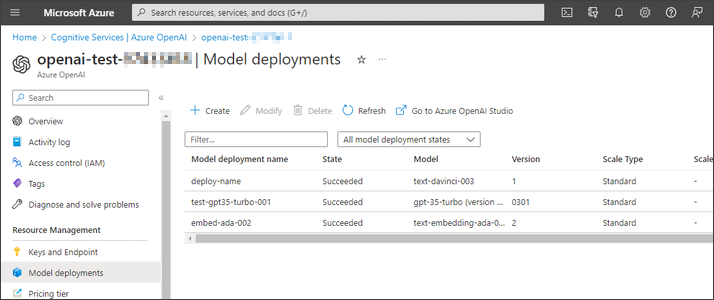 Microsoft Azure
Search resources, services, and docs (G+/)
Home > Cognitive Services | Azure OpenAI > openai-test-
openai-test- | Model deployments
Azure OpenAI
Search
Overview
Activity log
Access control (IAM)
Tags
Diagnose and solve problems
Resource Management
Keys and Endpoint
Model deployments
Pricing tier
Create Modify Delete Refresh Go to Azure OpenAI Studio
Filter... All model deployment states
Model deployment name State Model Version Scale Type Scale
deploy-name Succeeded text-davinci-003 1 Standard -
test-gpt35-turbo-001 Succeeded gpt-35-turbo (version ... 0301 Standard -
embed-ada-002 Succeeded text-embedding-ada-0... 2 Standard -